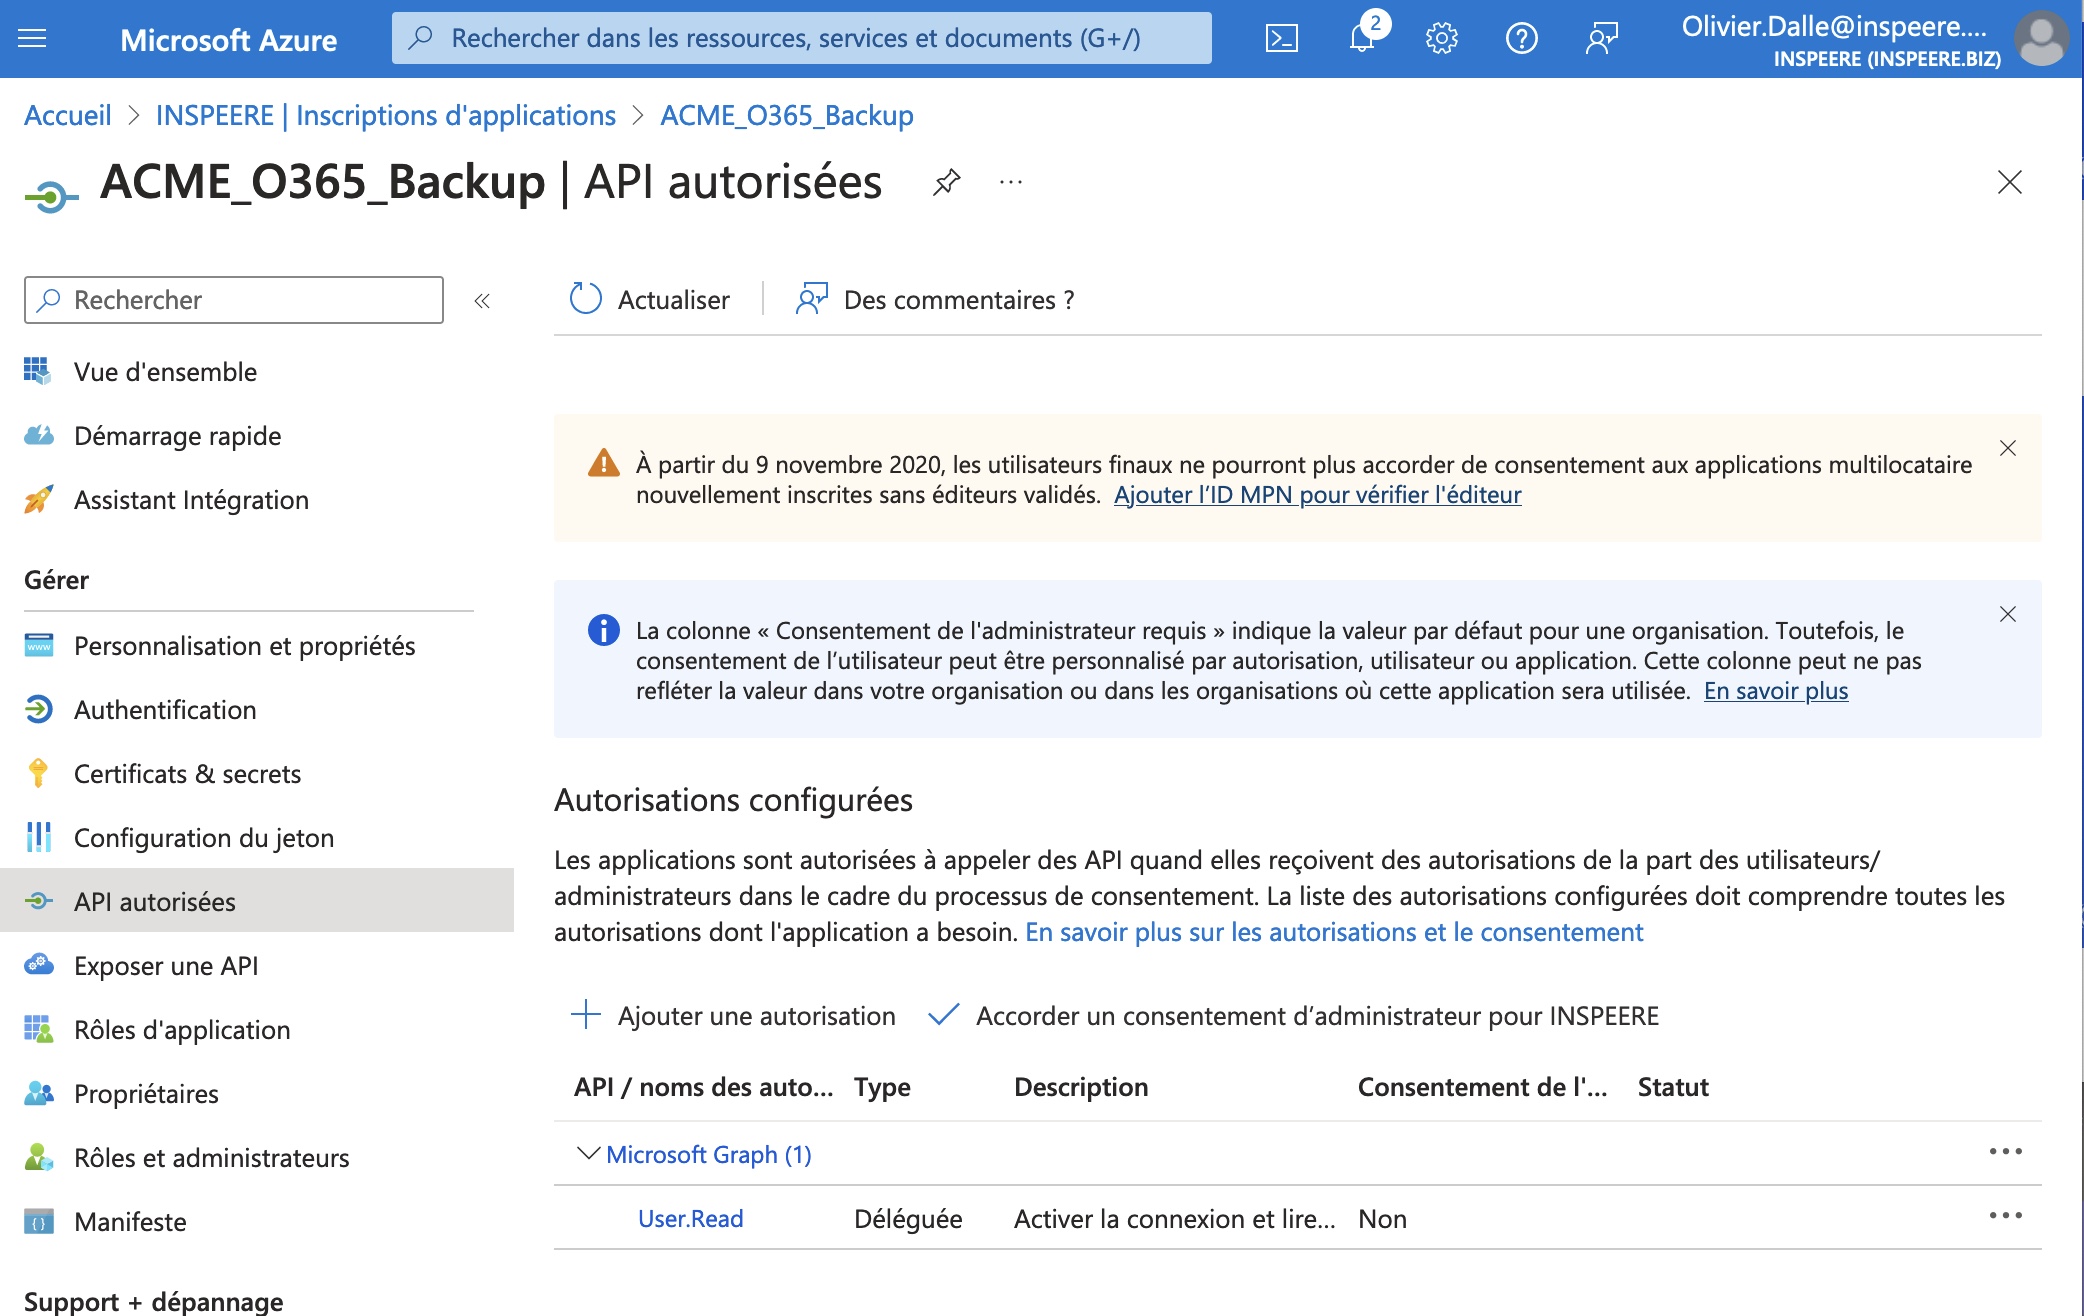 Microsoft Azure
Rechercher dans les ressources, services et documents (G+/)
2
Olivier.Dalle@inspeere....
INSPEERE (INSPEERE.BIZ)
Accueil > INSPEERE | Inscriptions d'applications > ACME_O365_Backup
ACME_O365_Backup | API autorisées
Rechercher
Actualiser
Des commentaires ?
Vue d'ensemble
Démarrage rapide
Assistant Intégration
Gérer
Personnalisation et propriétés
Authentification
Certificats & secrets
Configuration du jeton
API autorisées
Exposer une API
Rôles d'application
Propriétaires
Rôles et administrateurs
Manifeste
Support + dépannage
À partir du 9 novembre 2020, les utilisateurs finaux ne pourront plus accorder de consentement aux applications multilocataire
nouvellement inscrites sans éditeurs validés. Ajouter l’ID MPN pour vérifier l'éditeur
La colonne « Consentement de l'administrateur requis » indique la valeur par défaut pour une organisation. Toutefois, le
consentement de l’utilisateur peut être personnalisé par autorisation, utilisateur ou application. Cette colonne peut ne pas
refléter la valeur dans votre organisation ou dans les organisations où cette application sera utilisée. En savoir plus
Autorisations configurées
Les applications sont autorisées à appeler des API quand elles reçoivent des autorisations de la part des utilisateurs/
administrateurs dans le cadre du processus de consentement. La liste des autorisations configurées doit comprendre toutes les
autorisations dont l'application a besoin. En savoir plus sur les autorisations et le consentement
Ajouter une autorisation
Accorder un consentement d’administrateur pour INSPEERE
API / noms des auto... Type Description Consentement de l'... Statut
Microsoft Graph (1)
User.Read Déléguée Activer la connexion et lire... Non